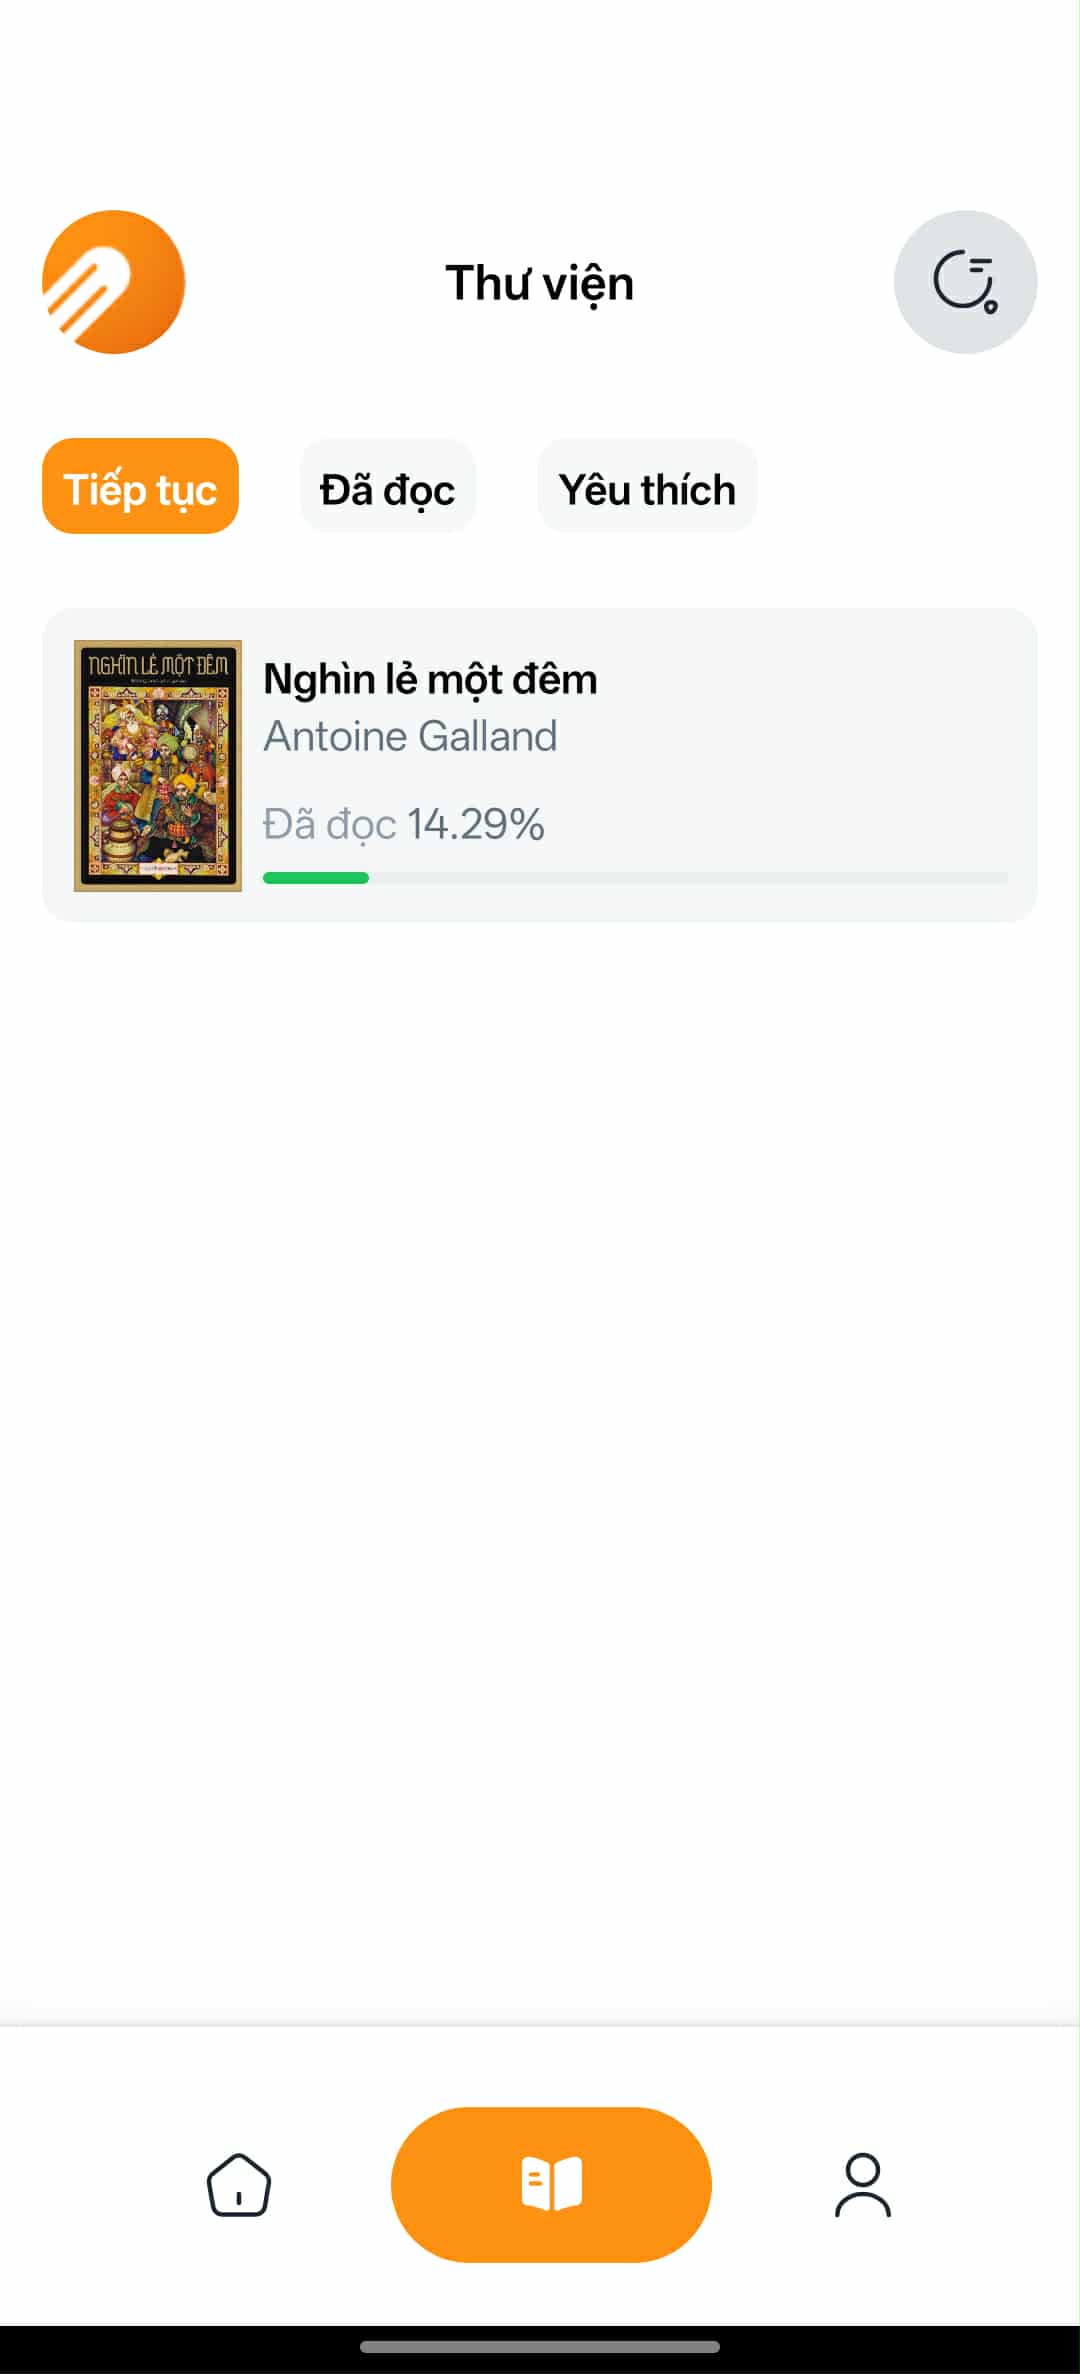 Thư viện
Tiếp tục
Đã đọc
Yêu thích
NGHÌN LẺ MỘT ĐÊM
Nghìn lẻ một đêm
Antoine Galland
Đã đọc 14.29%